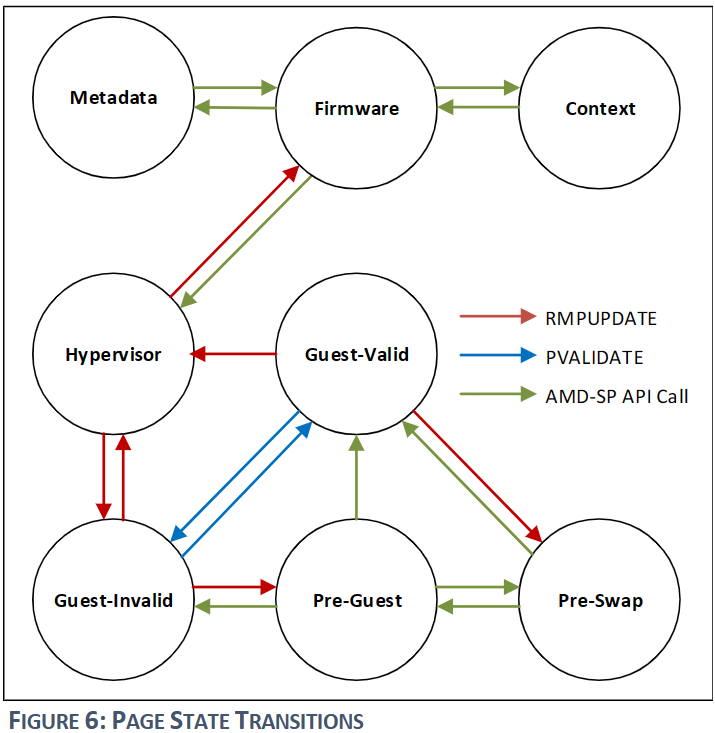 Metadata
Firmware
Context
Hypervisor
Guest-Valid
RMPUPDATE
PVALIDATE
AMD-SP API Call
Guest-Invalid
Pre-Guest
Pre-Swap
FIGURE 6: PAGE STATE TRANSITIONS